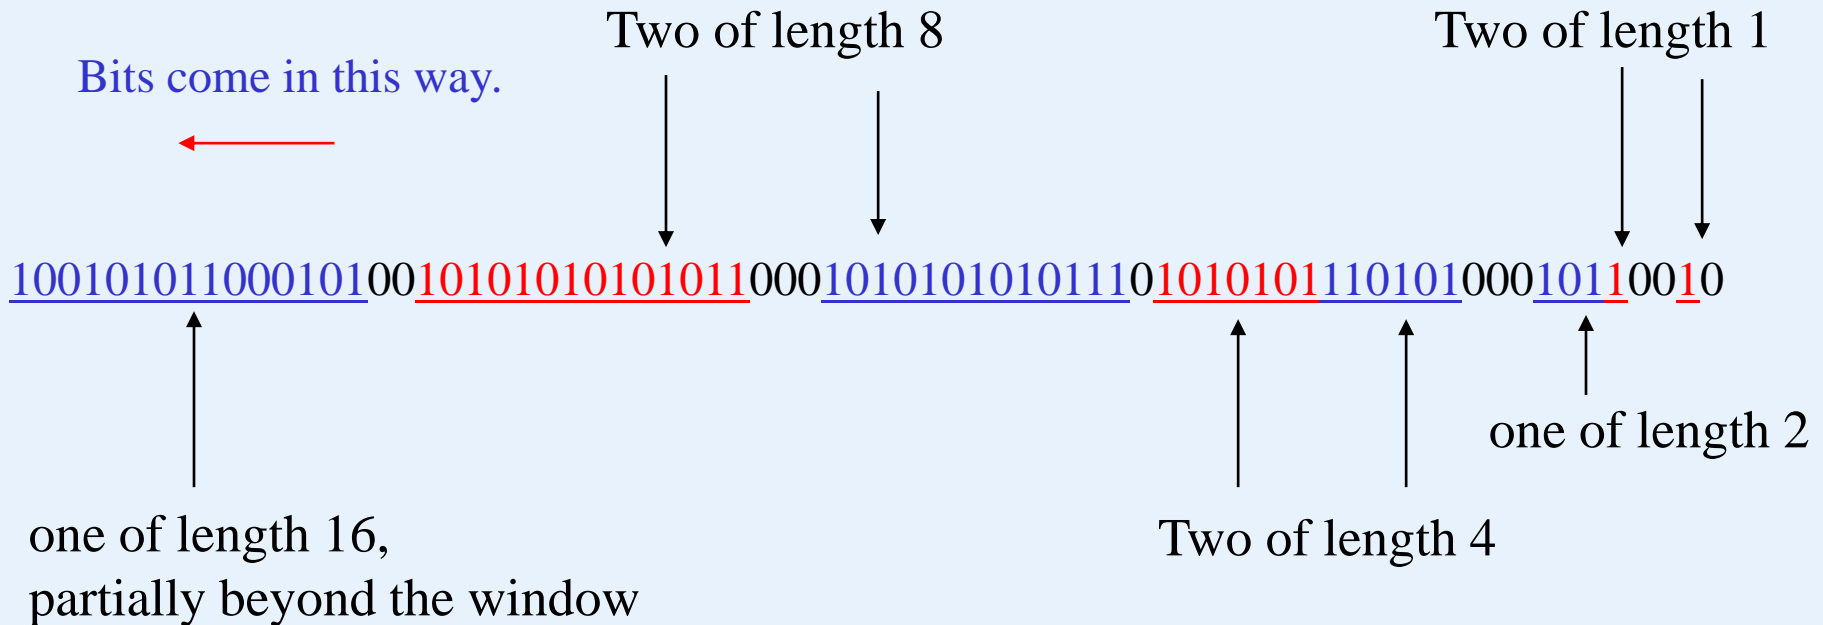 Two of length 8
Two of length 1
Bits come in this way.
100101011000101001010101010101100010101010101110101010111010100010110010
one of length 2
one of length 16,
partially beyond the window
Two of length 4